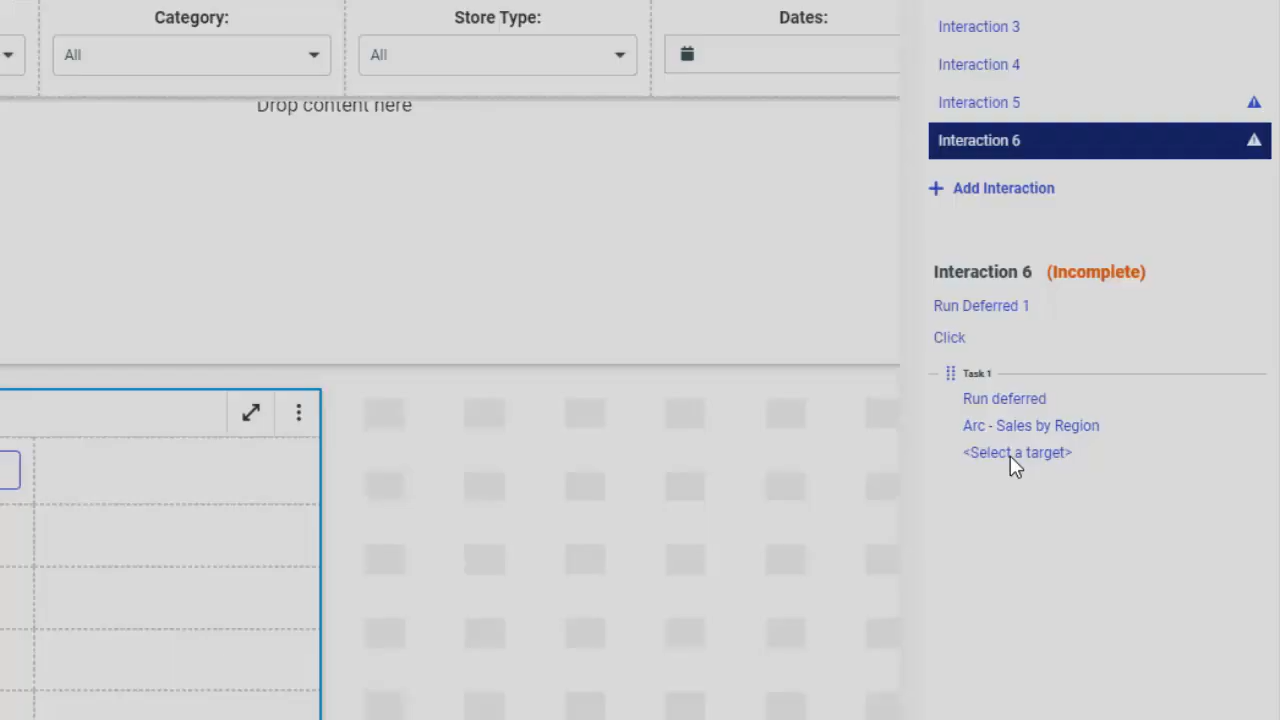 Category:
Store Type:
Dates:
All
All
Drop content here
Interaction 3
Interaction 4
Interaction 5
Interaction 6
+ Add Interaction
Interaction 6 (Incomplete)
Run Deferred 1
Click
Task 1
Run deferred
Arc - Sales by Region
<Select a target>